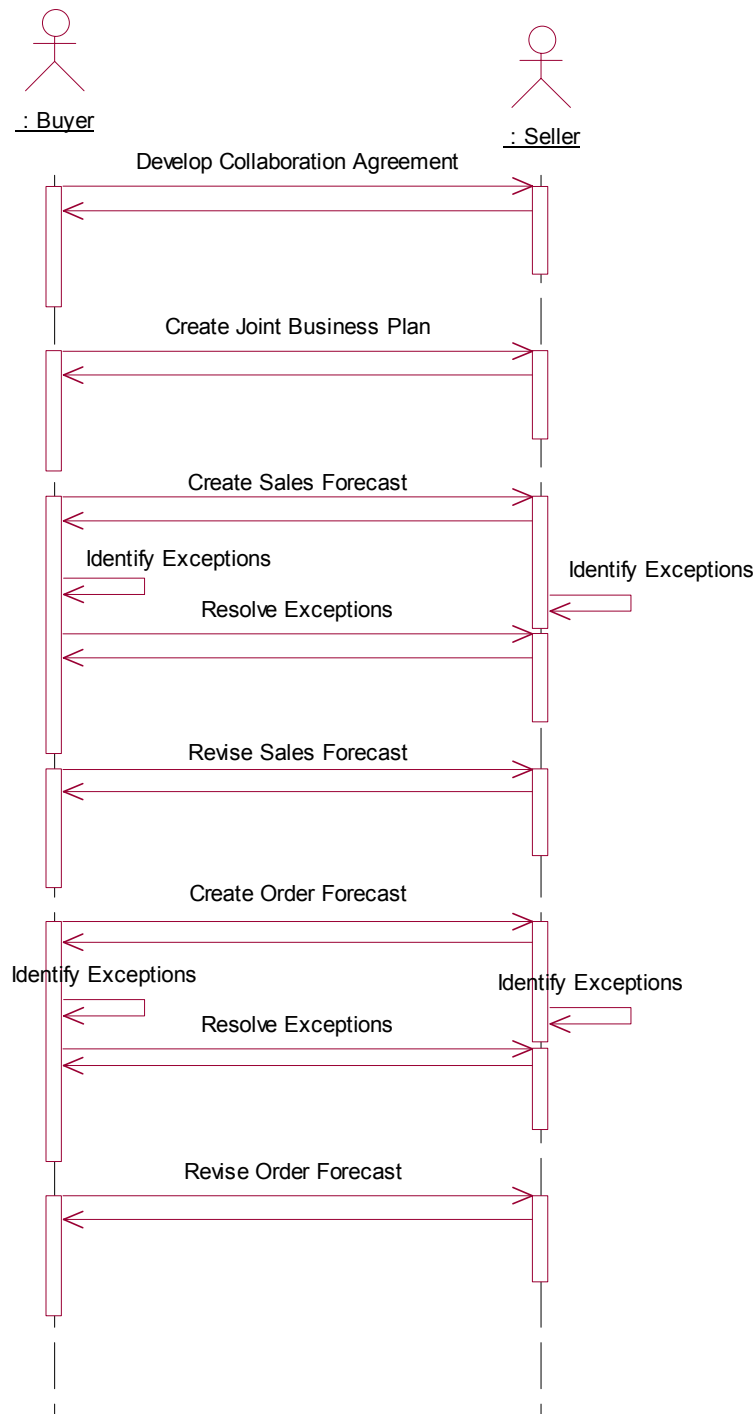 : Buyer
: Seller
Develop Collaboration Agreement
Create Joint Business Plan
Create Sales Forecast
Identify Exceptions
Identify Exceptions
Resolve Exceptions
Revise Sales Forecast
Create Order Forecast
Identify Exceptions
Identify Exceptions
Resolve Exceptions
Revise Order Forecast